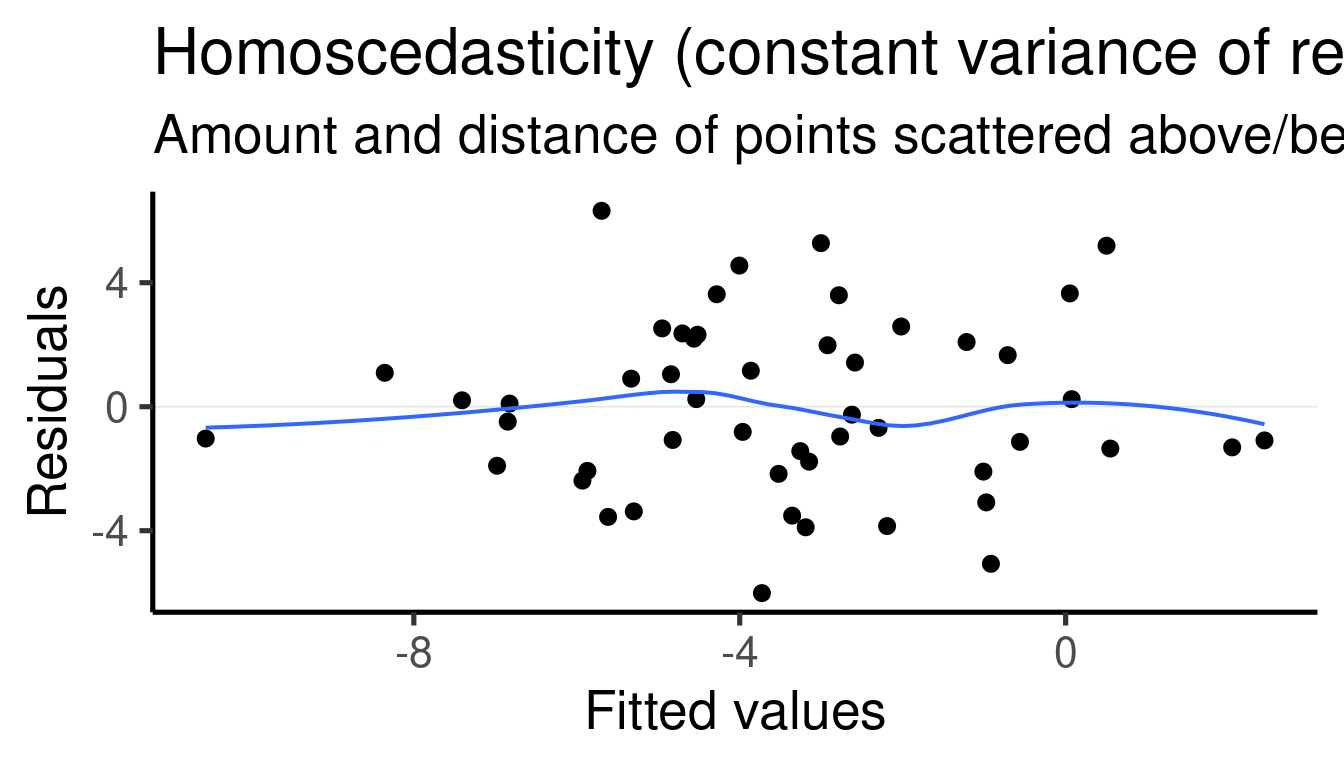 Homoscedasticity (constant variance of re
Amount and distance of points scattered above/be
Residuals
4
0
-4
-8
-4
0
Fitted values